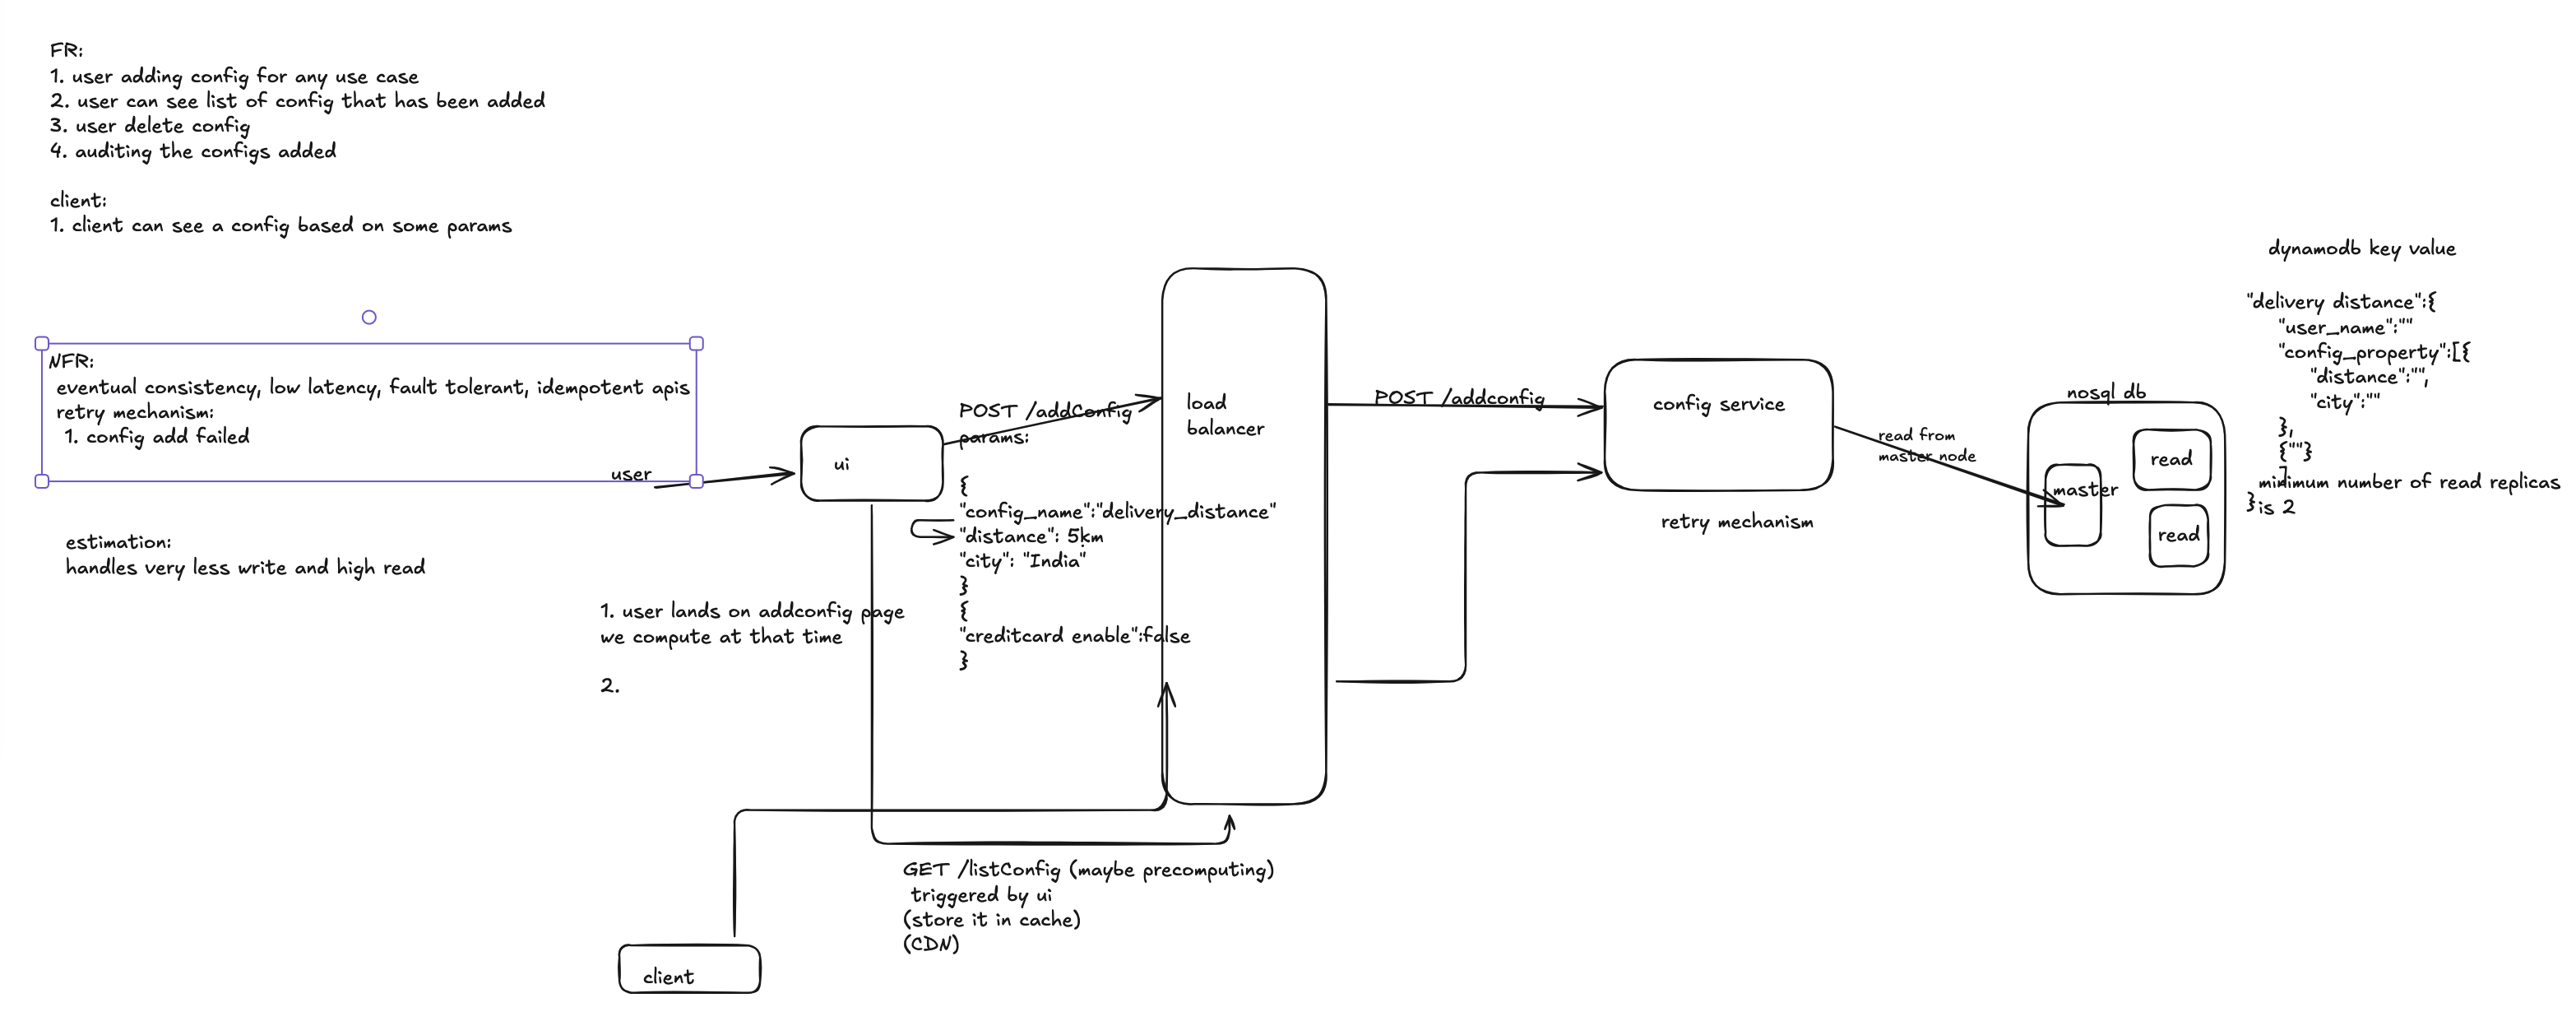 FR:
1. user adding config for any use case
2. user can see list of config that has been added
3. user delete config
4. auditing the configs added
client:
1. client can see a config based on some params
NFR:
eventual consistency, low latency, fault tolerant, idempotent apis
retry mechanism:
1. config add failed
user
estimation:
handles very less write and high read
1. user lands on addconfig page
we compute at that time
2.
ui
POST /addConfig
params:
{
"config_name":"delivery_distance"
"distance": 5km
"city": "India"
}
{
"creditcard enable":false
}
load
balancer
POST /addconfig
config service
retry mechanism
read from
master node
nosql db
master
read
read
dynamodb key value
"delivery distance":{
"user_name":""
"config_property":[{
"distance":"",
"city":""
},
{""}
]
}
minimum number of read replicas
is 2
GET /listConfig (maybe precomputing)
triggered by ui
(store it in cache)
(CDN)
client